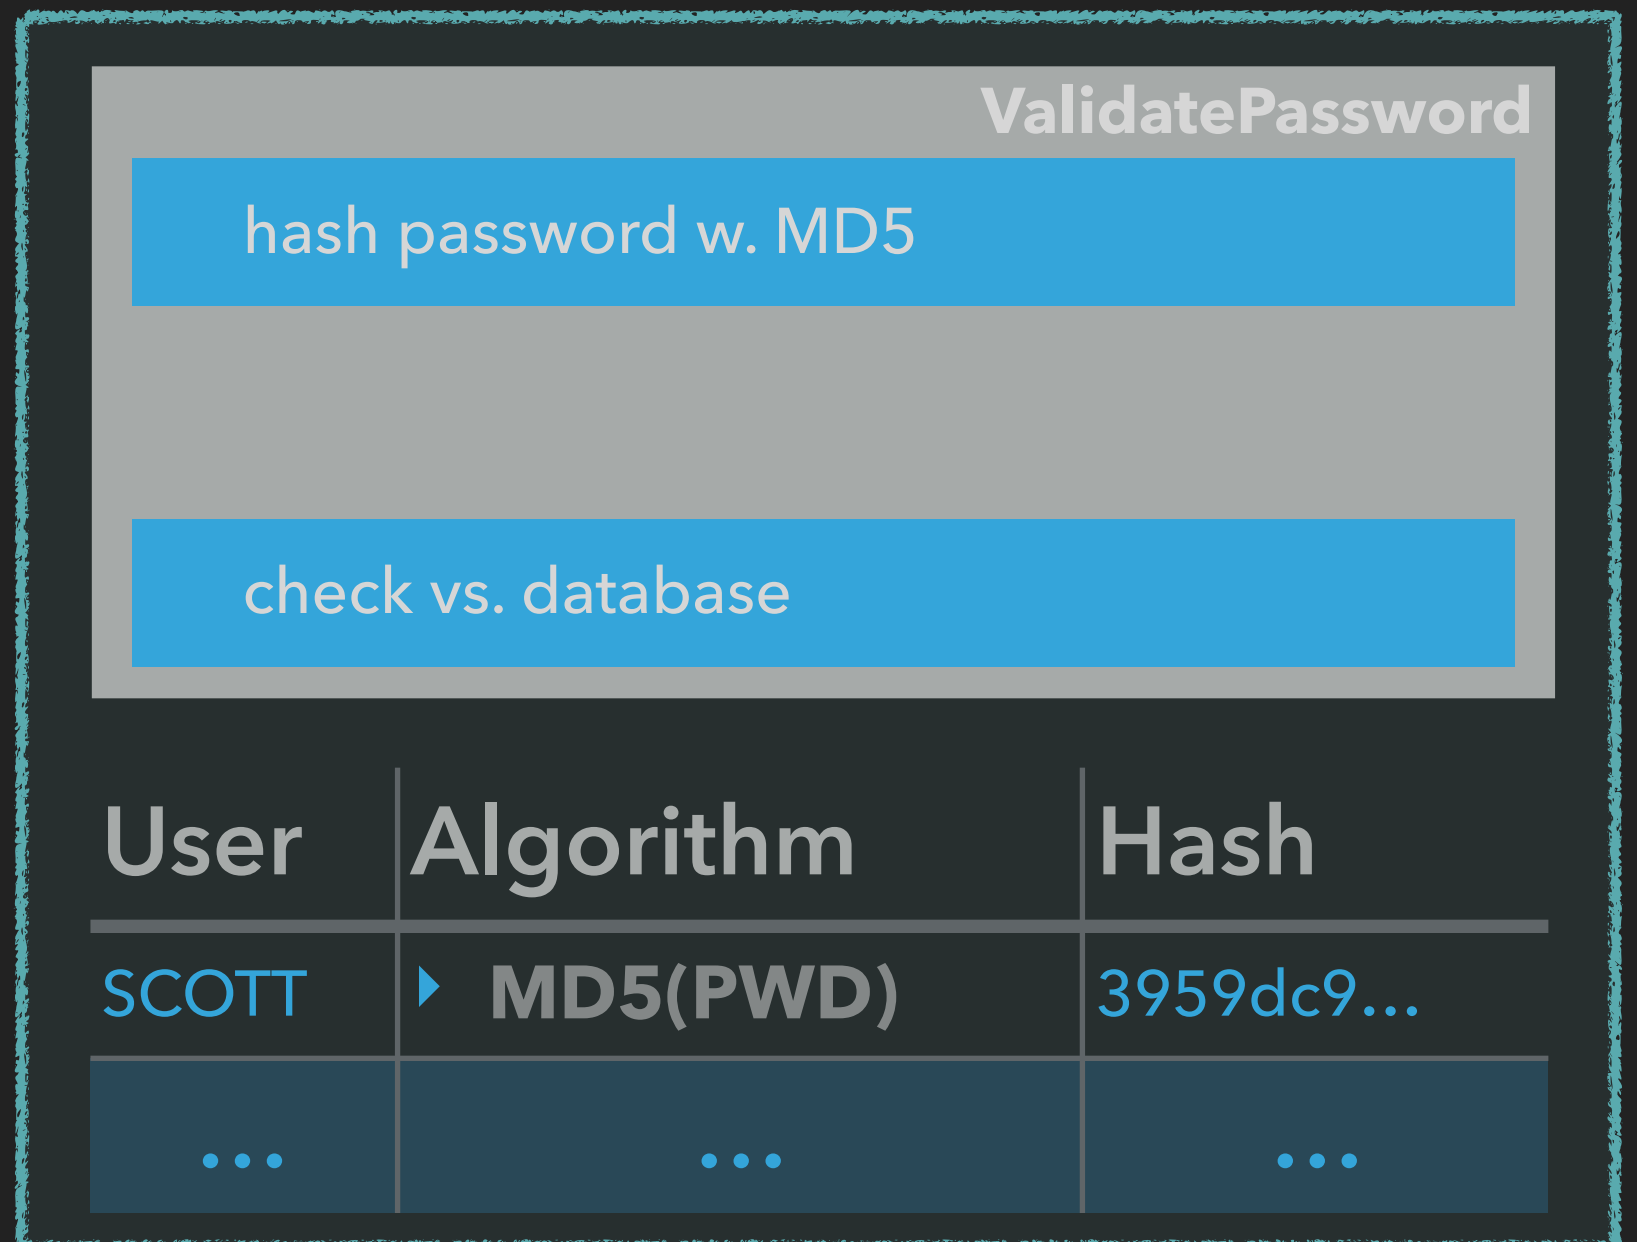 ValidatePassword
hash password w. MD5
check vs. database
User Algorithm Hash
SCOTT ‣ MD5(PWD) 3959dc9...
... ... ...